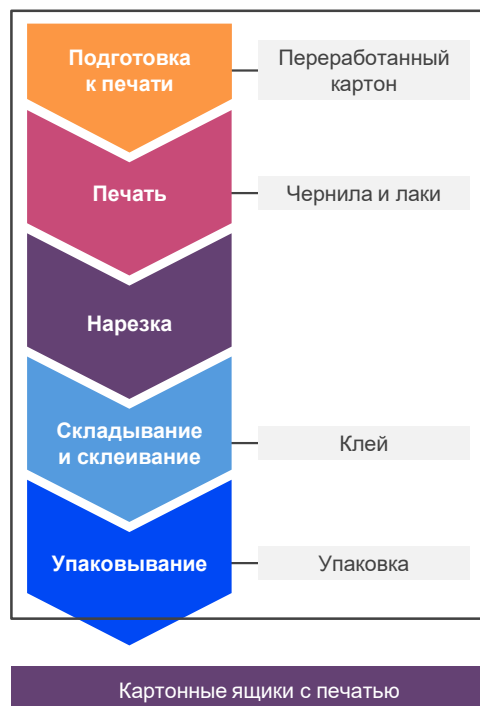 Подготовка
к печати
Переработанный
картон
Печать
Чернила и лаки
Нарезка
Складывание
и склеивание
Клей
Упаковывание
Упаковка
Картонные ящики с печатью